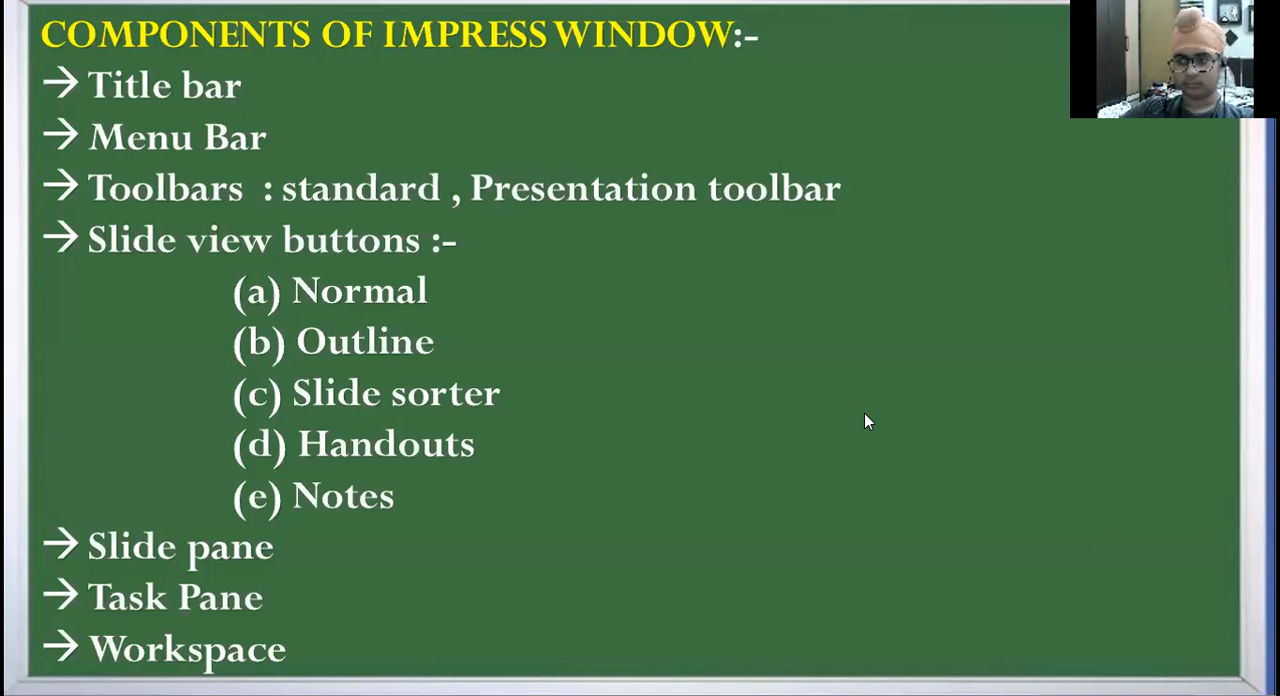 COMPONENTS OF IMPRESS WINDOW:-
→ Title bar
→ Menu Bar
→ Toolbars : standard , Presentation toolbar
→ Slide view buttons :-
(a) Normal
(b) Outline
(c) Slide sorter
(d) Handouts
(e) Notes
→ Slide pane
→ Task Pane
→ Workspace